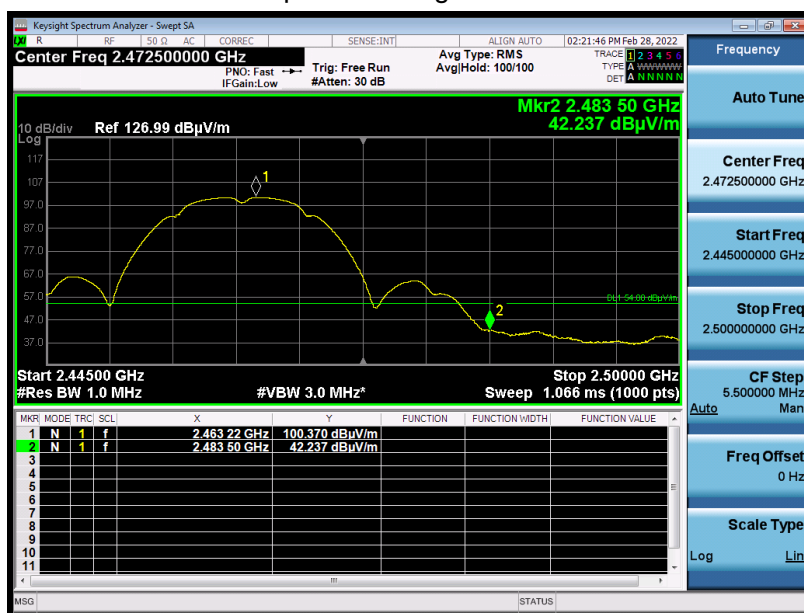 Keysight Spectrum Analyzer - Swept SA
LXI R RF 50 Ω AC CORREC SENSE:INT ALIGN AUTO 02:21:46 PM Feb 28, 2022
Center Freq 2.472500000 GHz
PNO: Fast
IFGain:Low
Trig: Free Run
#Atten: 30 dB
Avg Type: RMS
Avg|Hold: 100/100
TRACE 1 2 3 4 5 6
TYPE A WWWWW
DET A N N N N N
Mkr2 2.483 50 GHz
42.237 dBµV/m
10 dB/div Ref 126.99 dBµV/m
Log
117
107
97.0
87.0
77.0
67.0
57.0
47.0
37.0
1
2
DL1 54.00 dBµV/m
Start 2.44500 GHz Stop 2.50000 GHz
#Res BW 1.0 MHz #VBW 3.0 MHz* Sweep 1.066 ms (1000 pts)
MKR MODE TRC SCL X Y FUNCTION FUNCTION WIDTH FUNCTION VALUE
1 N 1 f 2.463 22 GHz 100.370 dBµV/m
2 N 1 f 2.483 50 GHz 42.237 dBµV/m
3
4
5
6
7
8
9
10
11
MSG STATUS
Frequency
Auto Tune
Center Freq
2.472500000 GHz
Start Freq
2.445000000 GHz
Stop Freq
2.500000000 GHz
CF Step
5.500000 MHz
Auto Man
Freq Offset
0 Hz
Scale Type
Log Lin